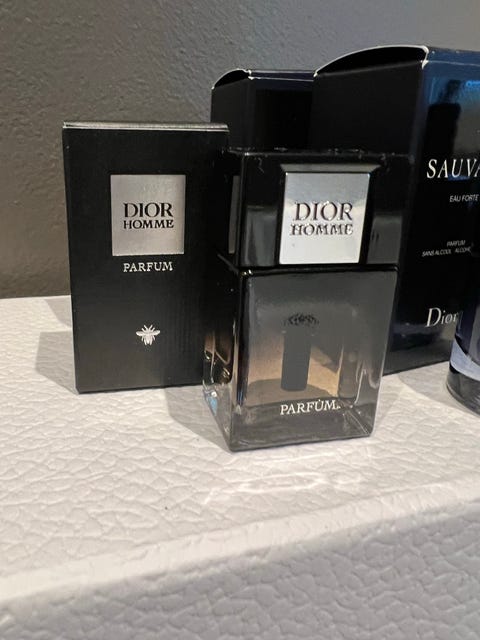 DIOR
HOMME
PARFUM
DIOR
HOMME
PARFUM
SAUVA
EAU FORTE
PARFUM
SANS ALCOOL
Dior